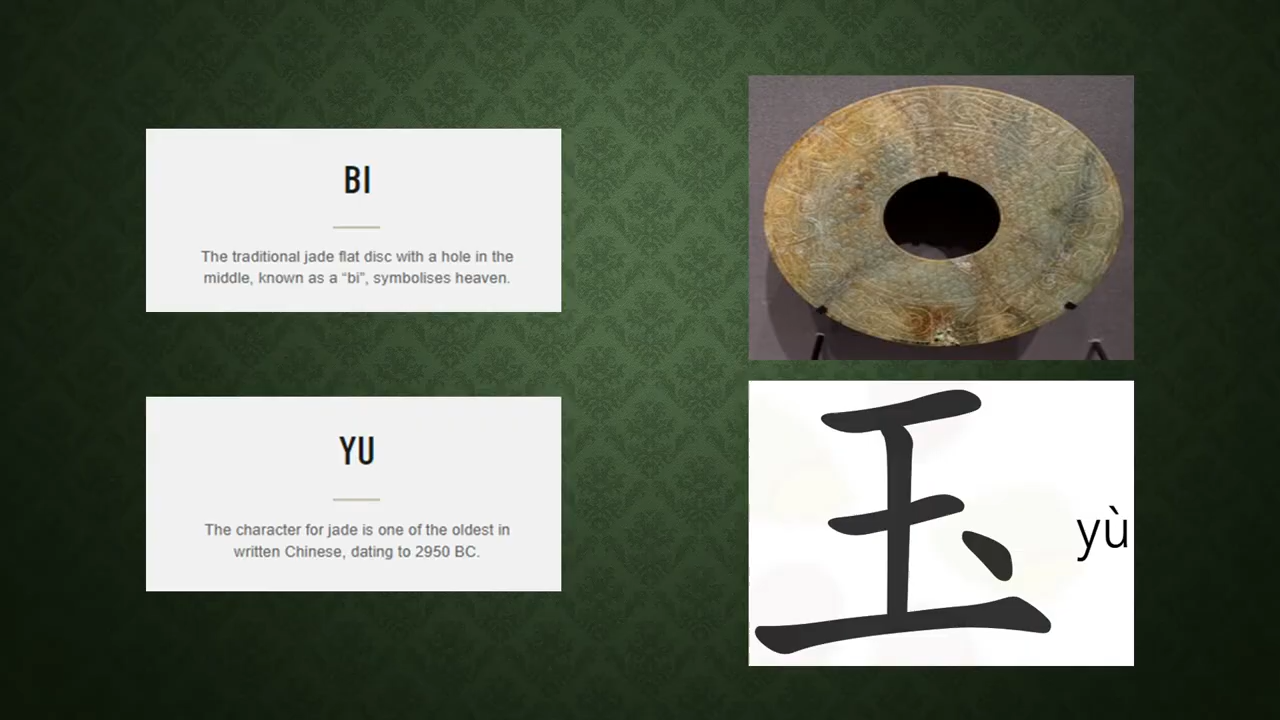 BI
The traditional jade flat disc with a hole in the
middle, known as a “bi”, symbolises heaven.
YU
The character for jade is one of the oldest in
written Chinese, dating to 2950 BC.
玉
yù